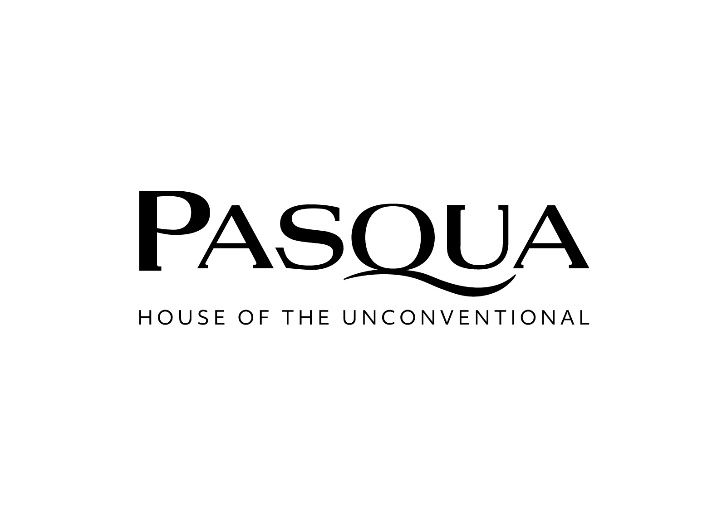 PASQUA
HOUSE OF THE UNCONVENTIONAL